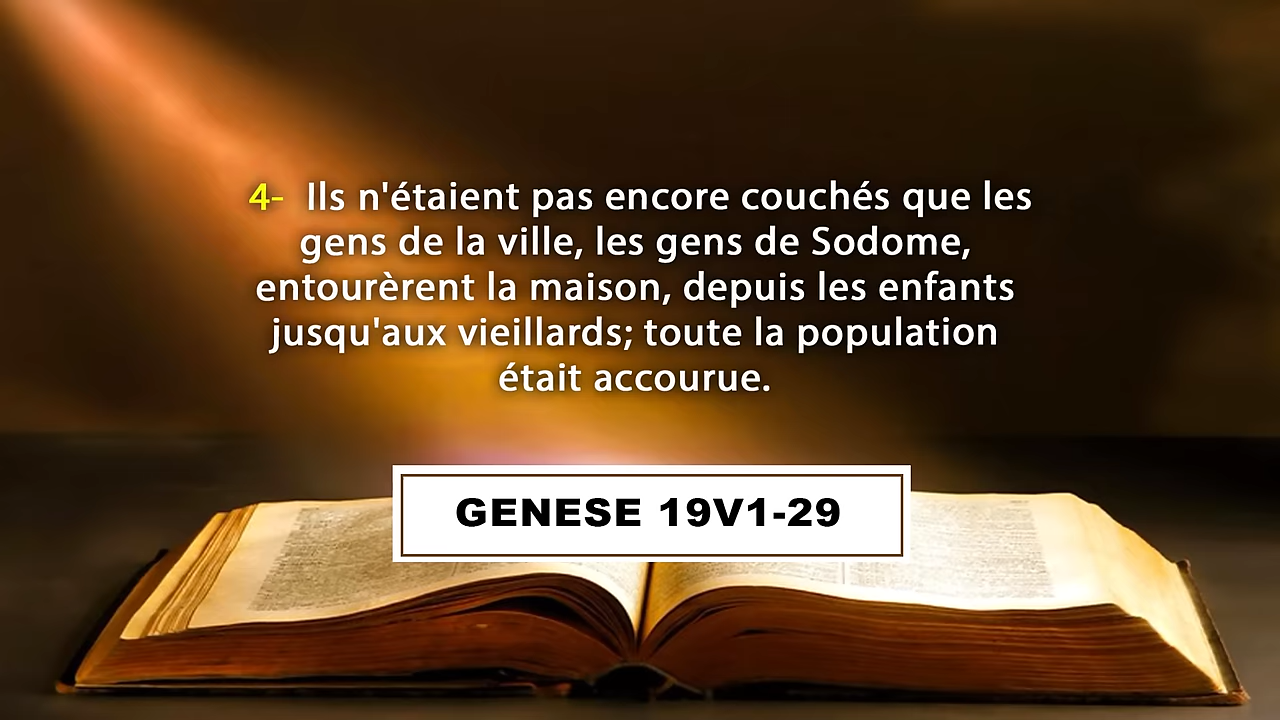 4- Ils n'étaient pas encore couchés que les
gens de la ville, les gens de Sodome,
entourèrent la maison, depuis les enfants
jusqu'aux vieillards; toute la population
était accourue.
GENESE 19V1-29